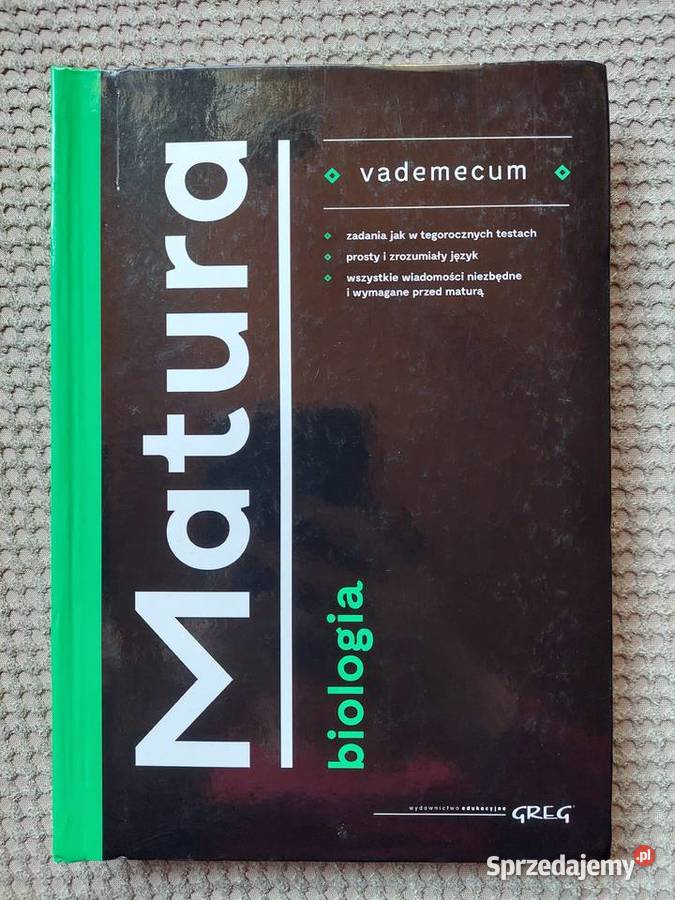 vademecum
zadania jak w tegorocznych testach
prosty i zrozumiały język
wszystkie wiadomości niezbędne
i wymagane przed maturą
Matura
biologia
wydawnictwo edukacyjne GREG
Sprzedajemy.pl